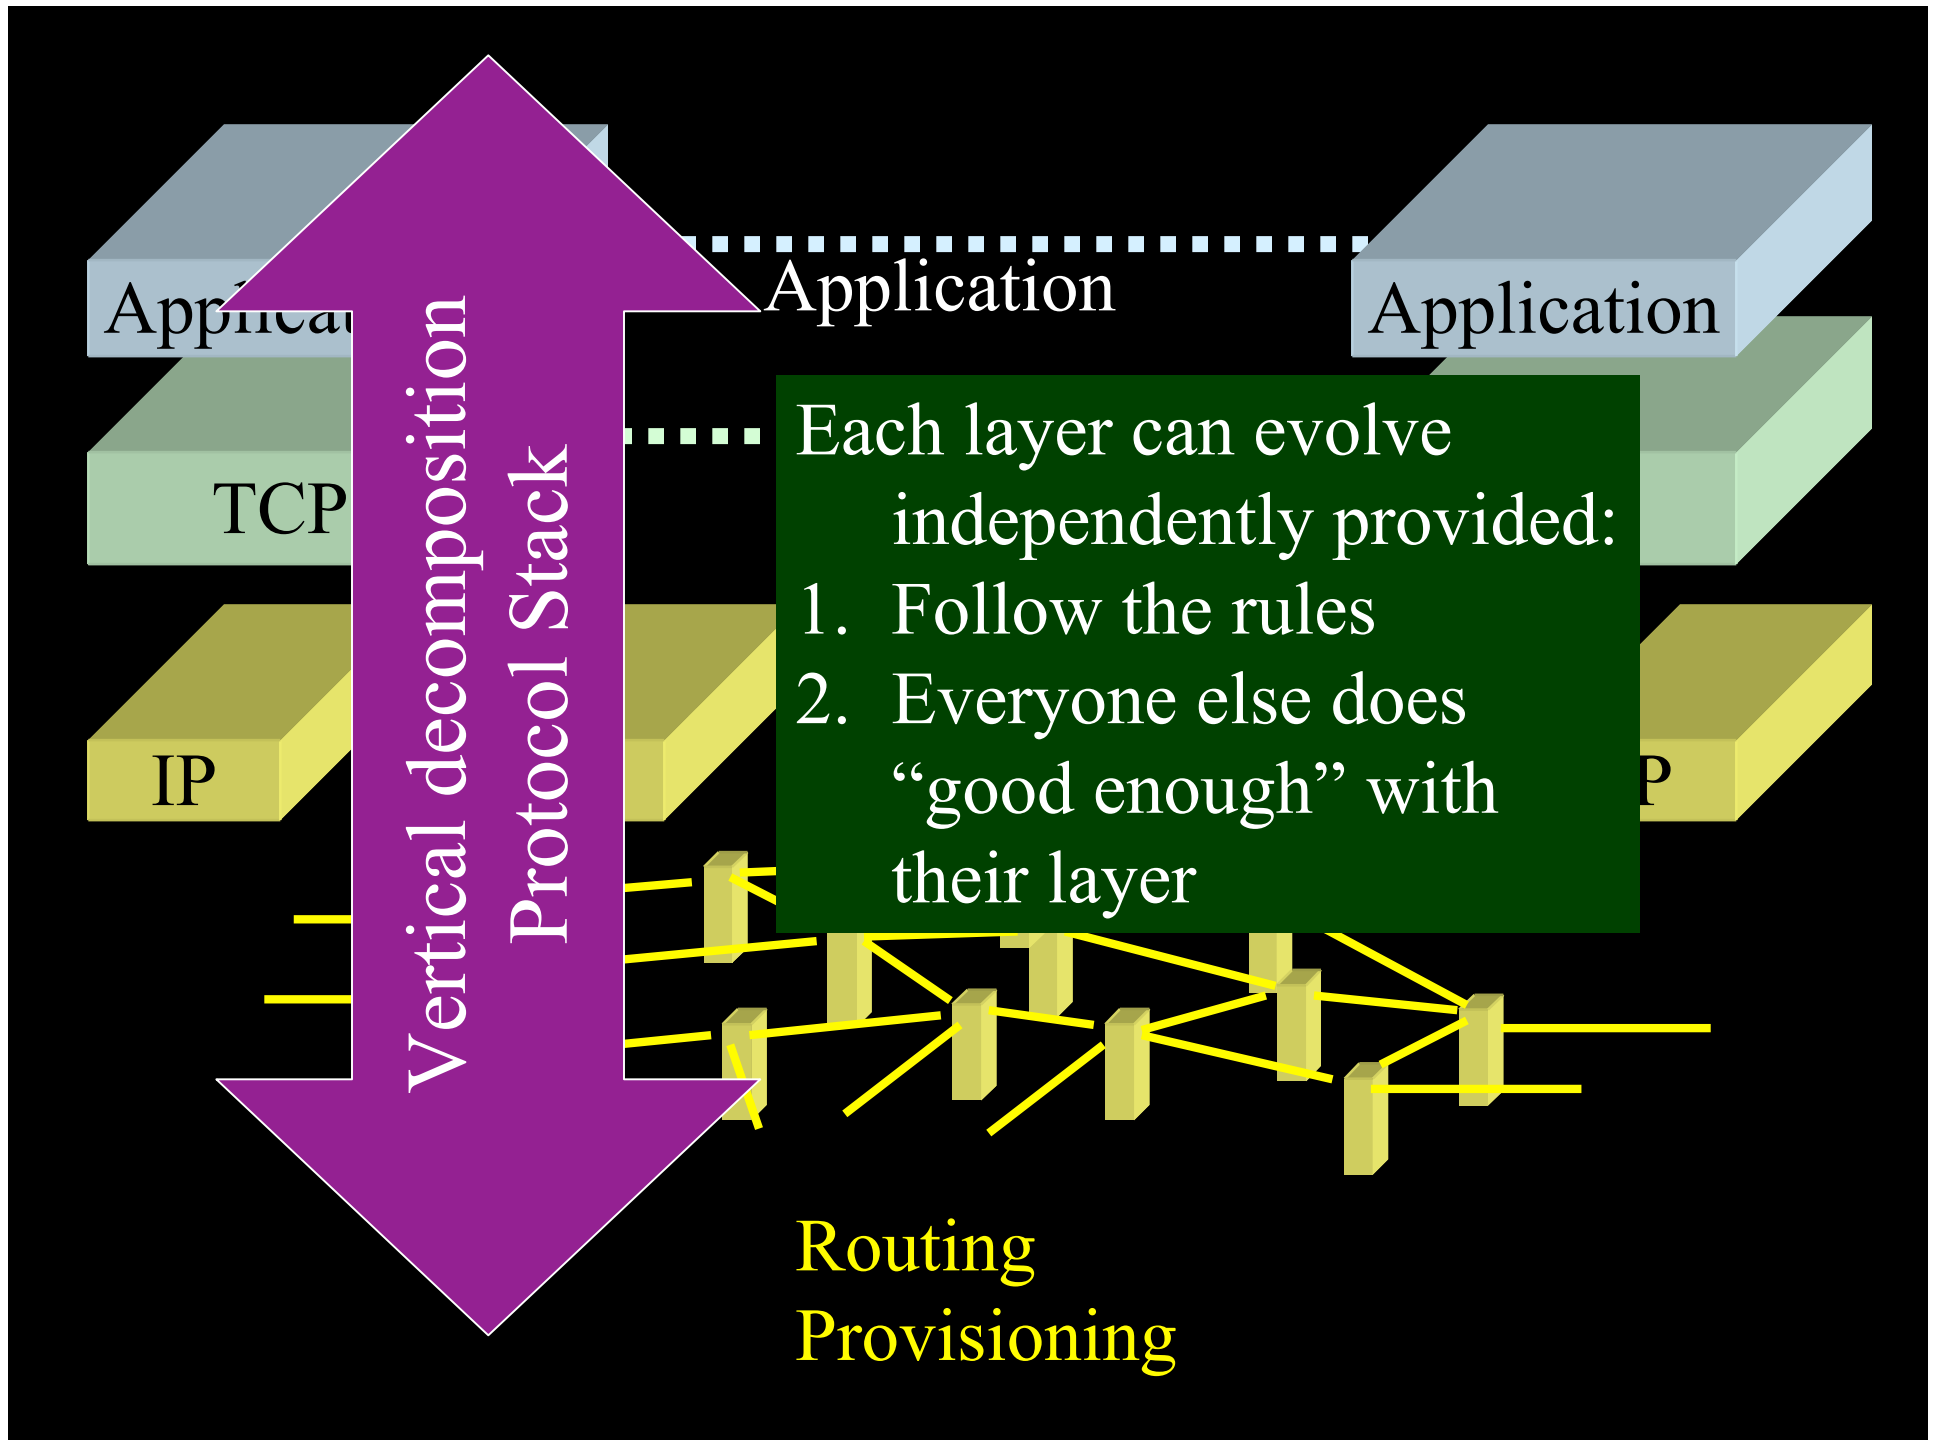 Application
Application
TCP
IP
Vertical decomposition
Protocol Stack
Each layer can evolve
independently provided:
1. Follow the rules
2. Everyone else does
“good enough” with
their layer
Routing
Provisioning